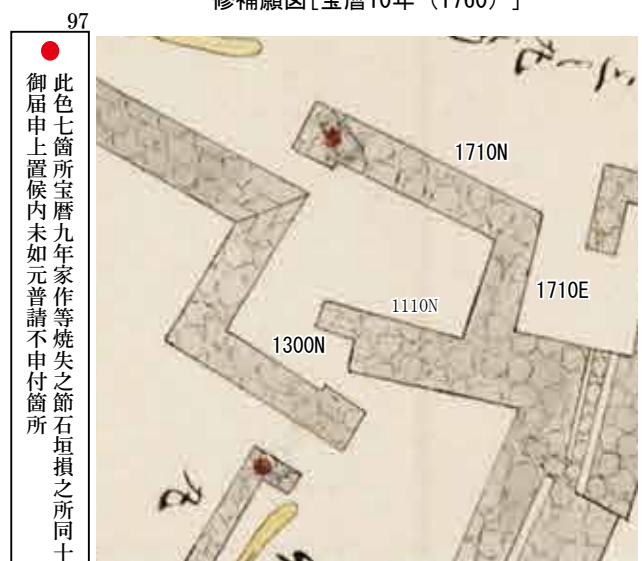 修補願図[宝暦10年（1760）]
97
此色七箇所宝暦九年家作等焼失之節石垣損之所同十
御届申上置候内未如元普請不申付箇所
1710N
1710E
1110N
1300N